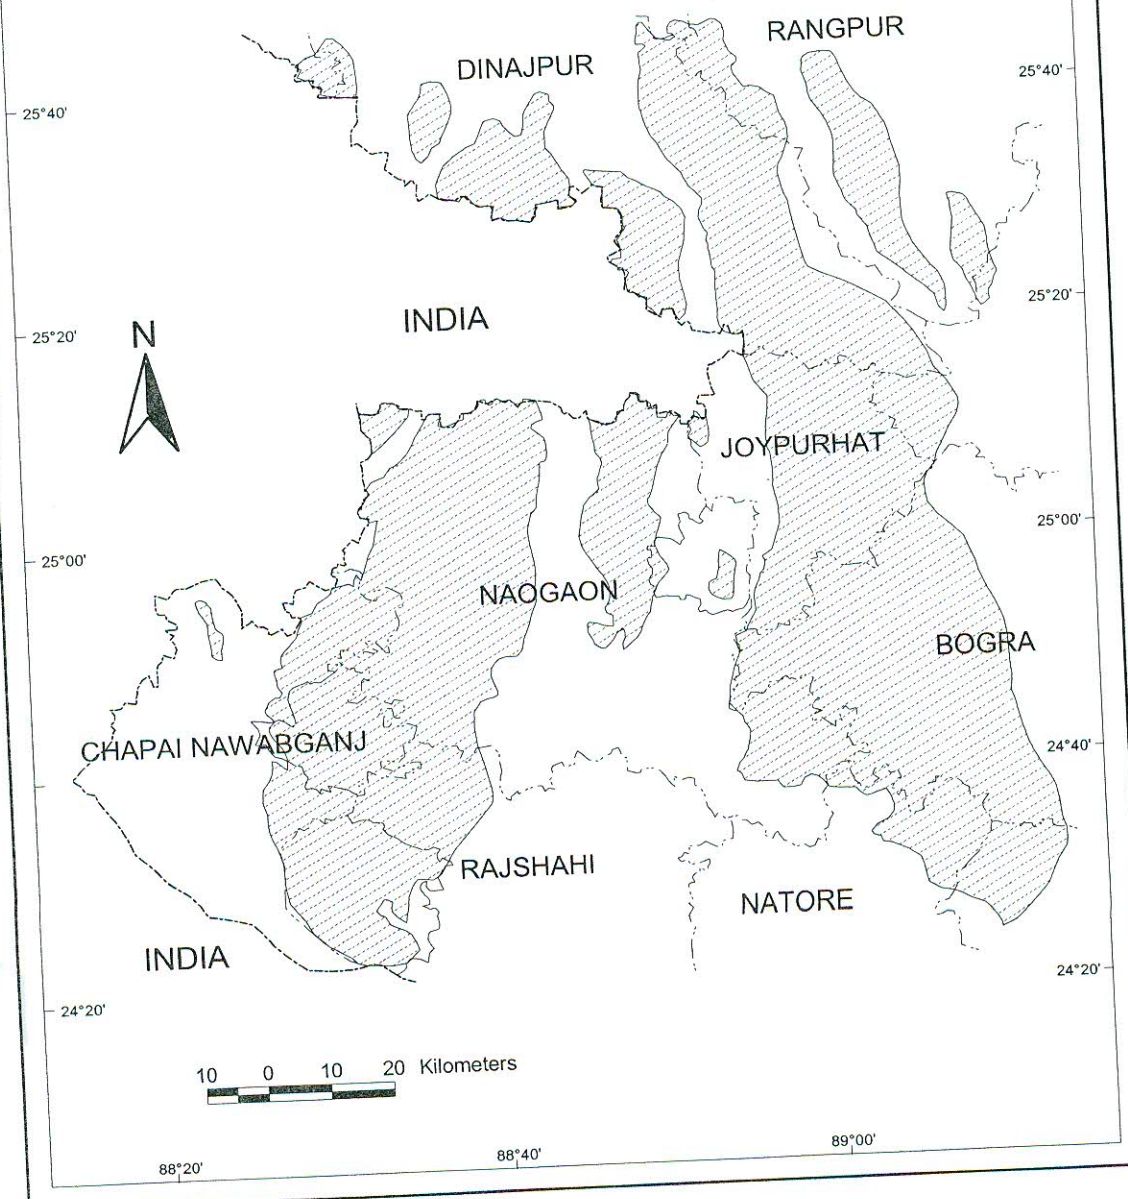 RANGPUR
DINAJPUR
25°40'
25°40'
INDIA
25°20'
N
25°20'
JOYPURHAT
25°00'
25°00'
NAOGAON
BOGRA
CHAPAI NAWABGANJ
24°40'
RAJSHAHI
NATORE
INDIA
24°20'
24°20'
10 0 10 20 Kilometers
88°20'
88°40'
89°00'